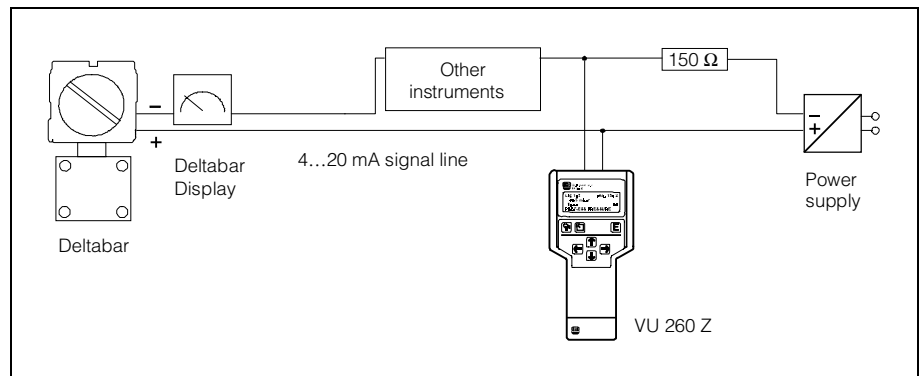 Other
instruments
150 Ω
−
+
−
+
Deltabar
Display
4…20 mA signal line
Power
supply
Deltabar
E
VU 260 Z